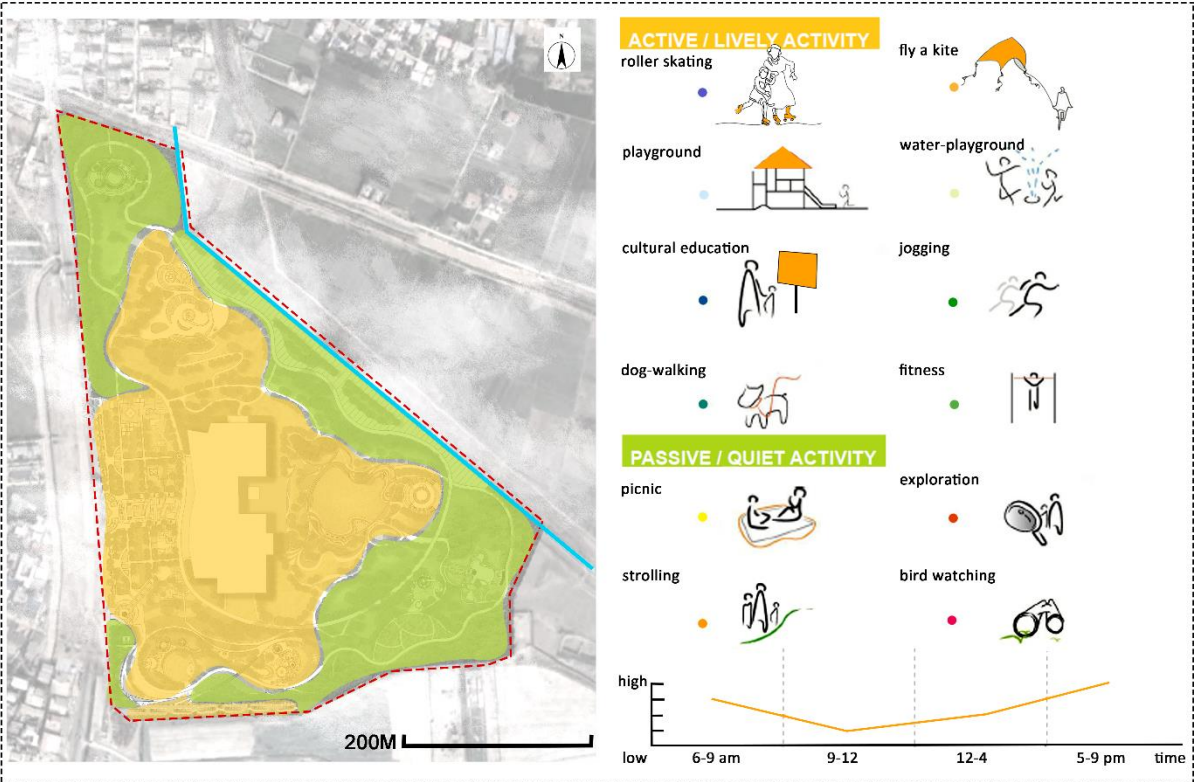 N
ACTIVE / LIVELY ACTIVITY
roller skating
fly a kite
playground
water-playground
cultural education
jogging
dog-walking
fitness
PASSIVE / QUIET ACTIVITY
picnic
exploration
strolling
bird watching
high
low
6-9 am
9-12
12-4
5-9 pm
time
200M